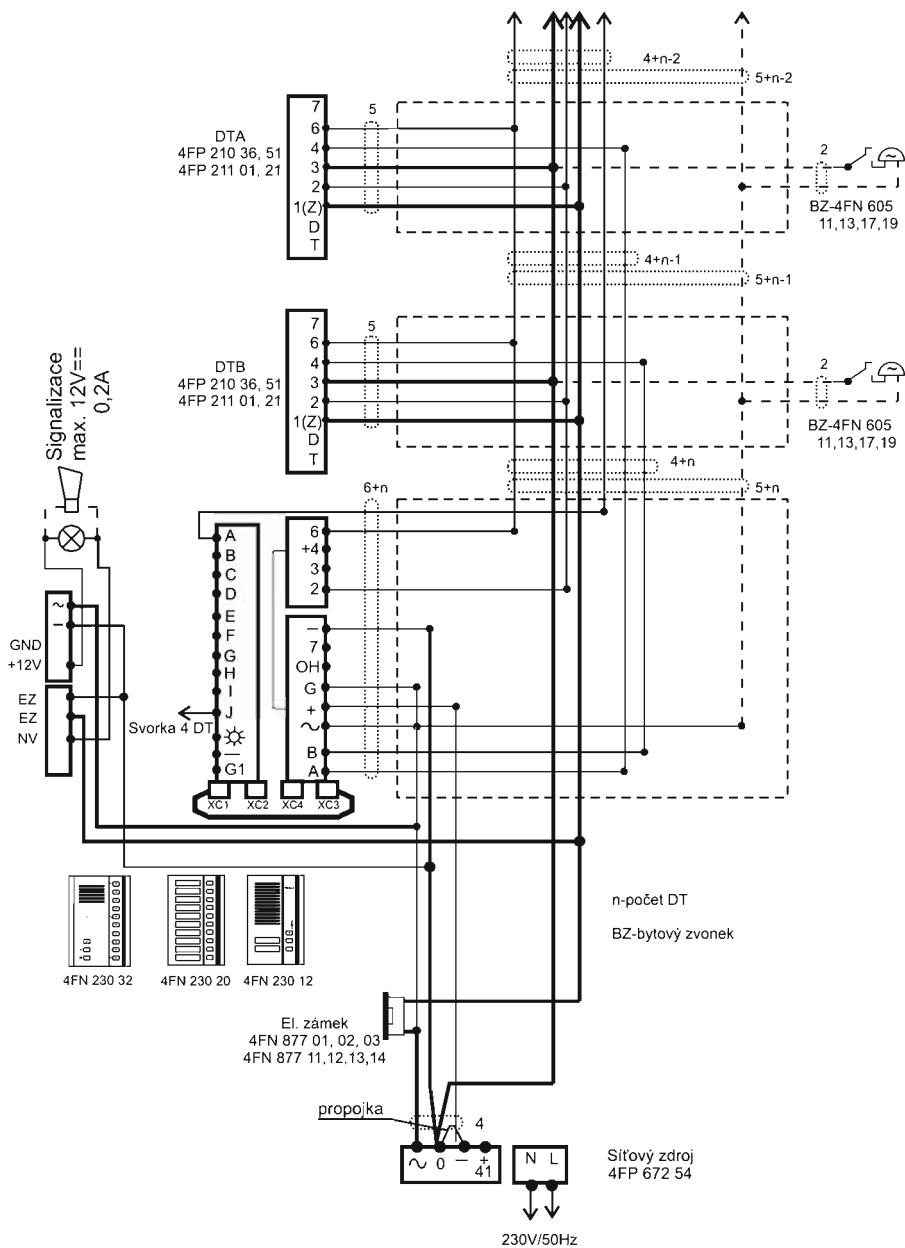 4+n-2
5+n-2
DTA
4FP 210 36, 51
4FP 211 01, 21
7
6
4
3
2
1(Z)
D
T
5
2
BZ-4FN 605
11,13,17,19
4+n-1
5+n-1
DTB
4FP 210 36, 51
4FP 211 01, 21
7
6
4
3
2
1(Z)
D
T
5
2
BZ-4FN 605
11,13,17,19
4+n
5+n
6+n
Signalizace
max. 12V==
0,2A
~
–
GND
+12V
EZ
EZ
NV
A
B
C
D
E
F
G
H
I
J
—
G1
Svorka 4 DT
6
+4
3
2
–
7
OH
G
+
~
B
A
XC1
XC2
XC4
XC3
4FN 230 32
4FN 230 20
4FN 230 12
n-počet DT
BZ-bytový zvonek
El. zámek
4FN 877 01, 02, 03
4FN 877 11,12,13,14
propojka
4
~ 0 – +
41
N L
Síťový zdroj
4FP 672 54
230V/50Hz